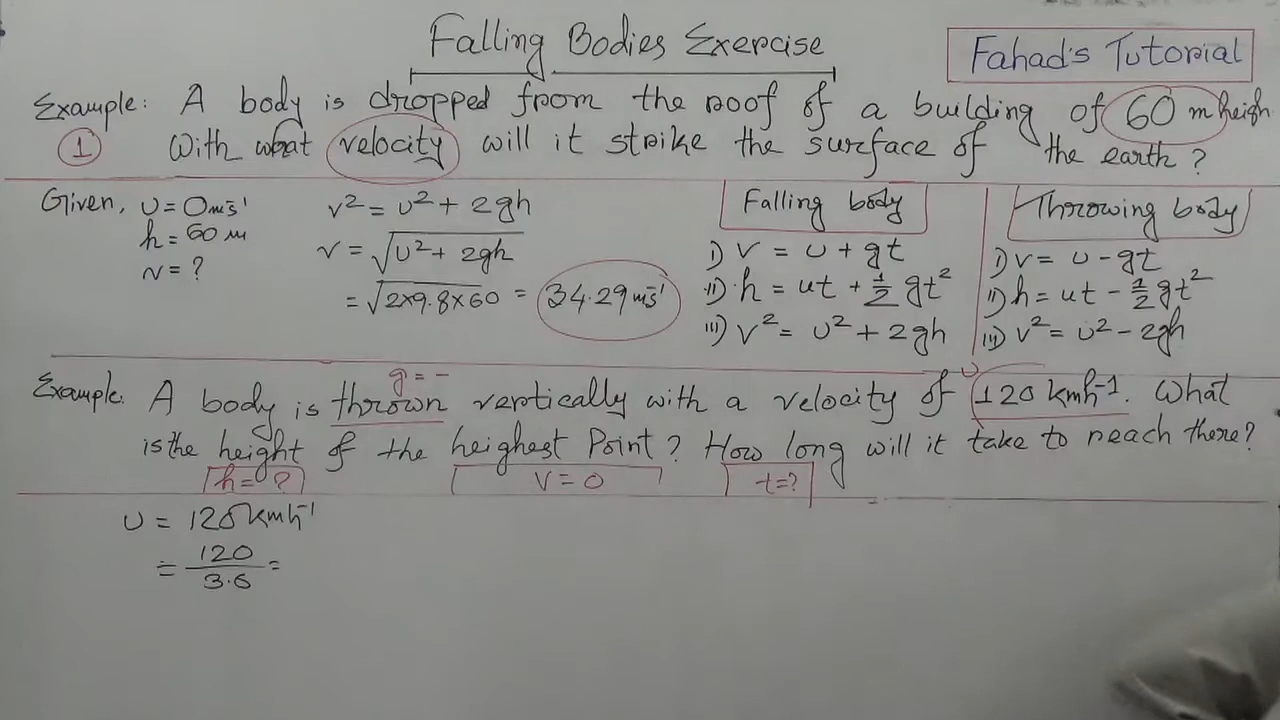 Falling Bodies Exercise
Fahad's Tutorial
Example: A body is dropped from the roof of a building of 60 m heigh
① With what velocity will it strike the surface of the earth ?
Given, u = 0 ms⁻¹
h = 60 m
v = ?
v² = u² + 2gh
v = √(u² + 2gh)
= √(2×9.8×60) = 34.29 ms⁻¹
Falling body
i) v = u + gt
ii) h = ut + ½ gt²
iii) v² = u² + 2gh
Throwing body
i) v = u - gt
ii) h = ut - ½ gt²
iii) v² = u² - 2gh
g = -
u
Example: A body is thrown vertically with a velocity of 120 kmh⁻¹. What
is the height of the heighest Point? How long will it take to reach there?
h = ?
v = 0
t = ?
u = 120 kmh⁻¹
= 120/3.6 =